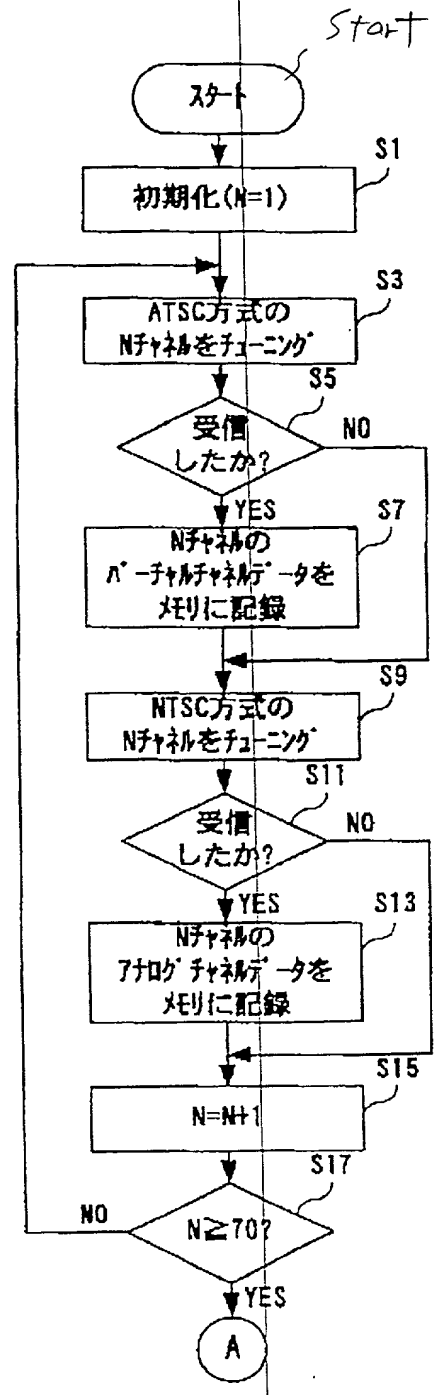 Start
スタート
S1
初期化(N=1)
S3
ATSC方式の
Nチャネルをチューニング
S5
受信
したか?
NO
YES
S7
Nチャネルの
バーチャルチャネルデータを
メモリに記録
S9
NTSC方式の
Nチャネルをチューニング
S11
受信
したか?
NO
YES
S13
Nチャネルの
アナログチャネルデータを
メモリに記録
S15
N=N+1
S17
N≧70?
NO
YES
A